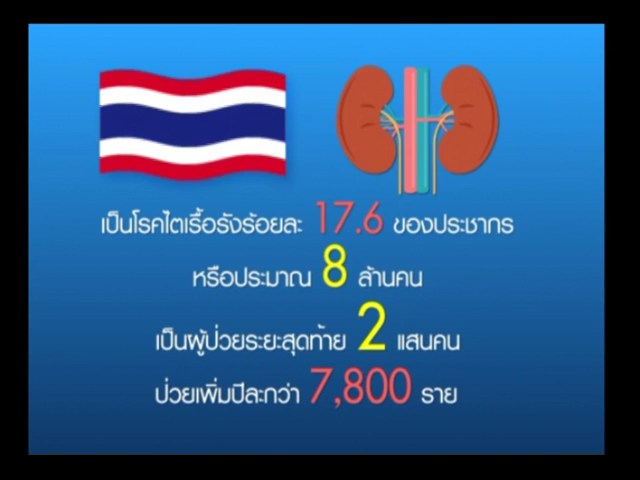 เป็นโรคไตเรื้อรังร้อยละ 17.6 ของประชากร
หรือประมาณ 8 ล้านคน
เป็นผู้ป่วยระยะสุดท้าย 2 แสนคน
ป่วยเพิ่มปีละกว่า 7,800 ราย